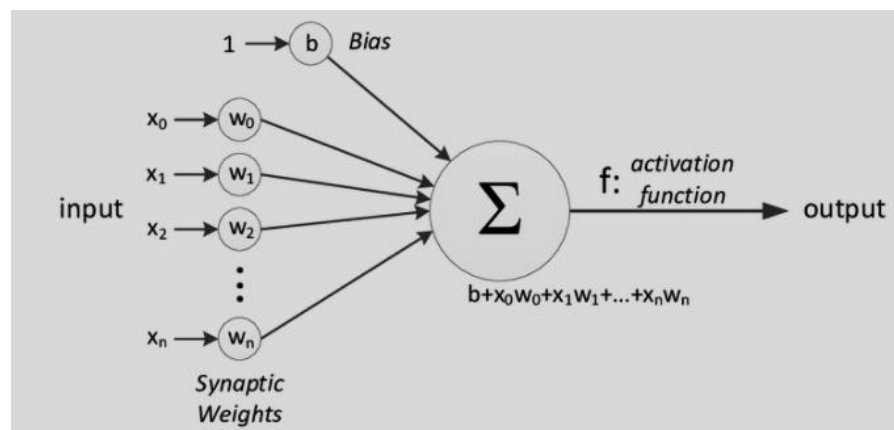 1 b Bias
x₀ w₀
x₁ w₁
input
x₂ w₂
xₙ wₙ
Synaptic
Weights
Σ
b+x₀w₀+x₁w₁+...+xₙwₙ
f: activation
function
output